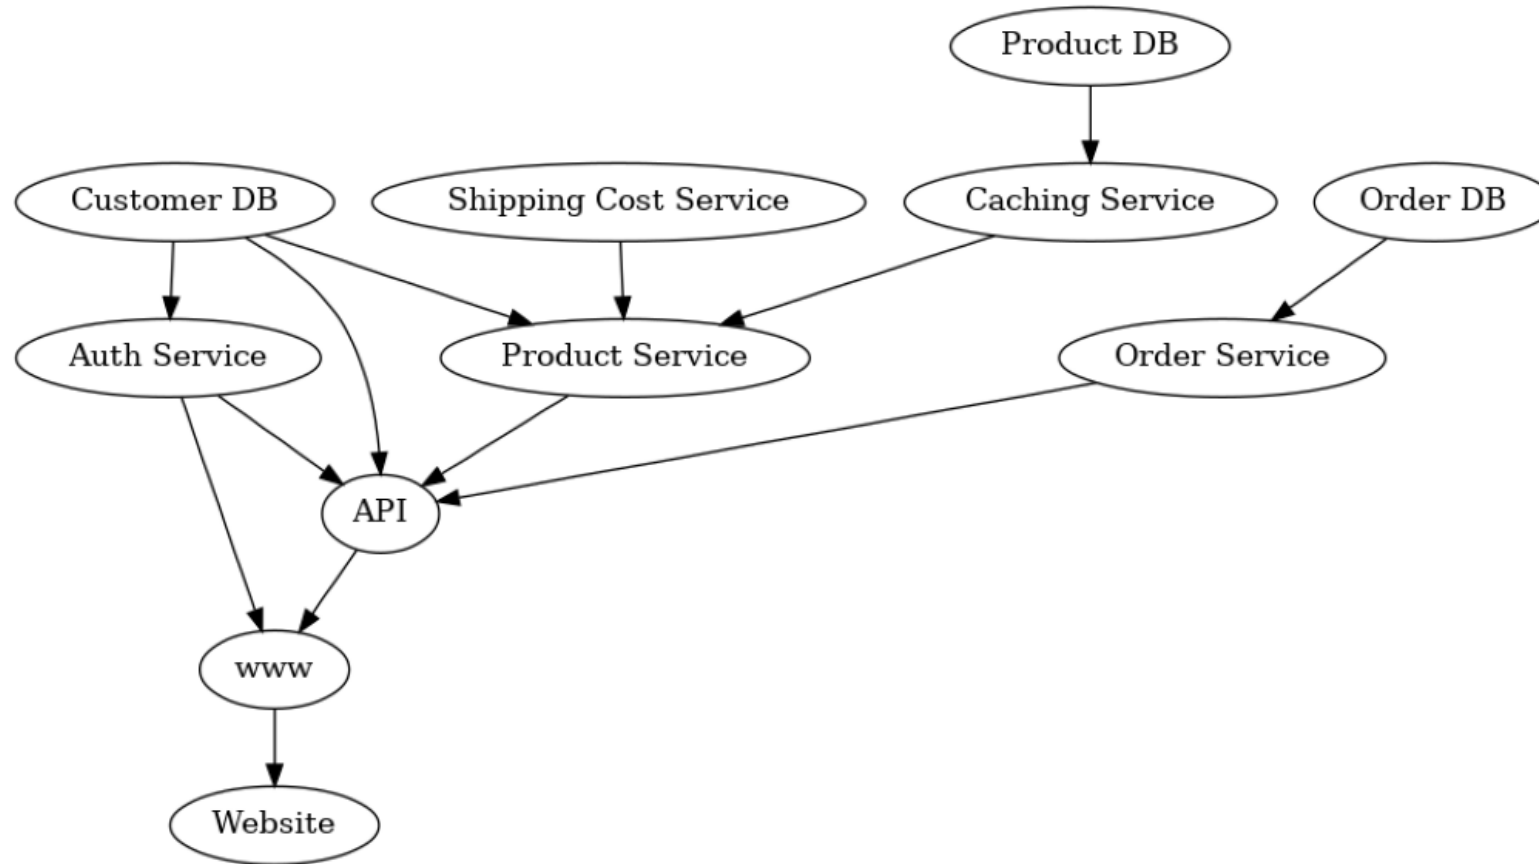 Product DB
Customer DB
Shipping Cost Service
Caching Service
Order DB
Auth Service
Product Service
Order Service
API
www
Website